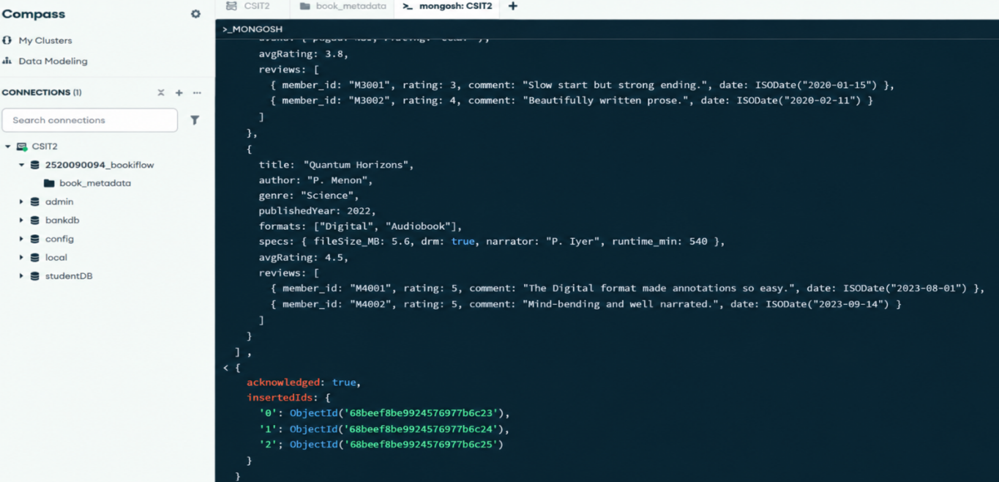 Compass
My Clusters
Data Modeling
CONNECTIONS (1)
Search connections
CSIT2
2520090094_bookiflow
book_metadata
admin
bankdb
config
local
studentDB
CSIT2
book_metadata
>_ mongosh: CSIT2 +
>_MONGOSH
avgRating: 3.8,
reviews: [
{ member_id: "M3001", rating: 3, comment: "Slow start but strong ending.", date: ISODate("2020-01-15") },
{ member_id: "M3002", rating: 4, comment: "Beautifully written prose.", date: ISODate("2020-02-11") }
]
},
{
title: "Quantum Horizons",
author: "P. Menon",
genre: "Science",
publishedYear: 2022,
formats: ["Digital", "Audiobook"],
specs: { fileSize_MB: 5.6, drm: true, narrator: "P. Iyer", runtime_min: 540 },
avgRating: 4.5,
reviews: [
{ member_id: "M4001", rating: 5, comment: "The Digital format made annotations so easy.", date: ISODate("2023-08-01") },
{ member_id: "M4002", rating: 5, comment: "Mind-bending and well narrated.", date: ISODate("2023-09-14") }
]
}
] ,
< {
acknowledged: true,
insertedIds: {
'0': ObjectId('68beef8be9924576977b6c23'),
'1': ObjectId('68beef8be9924576977b6c24'),
'2'; ObjectId('68beef8be9924576977b6c25')
}
}